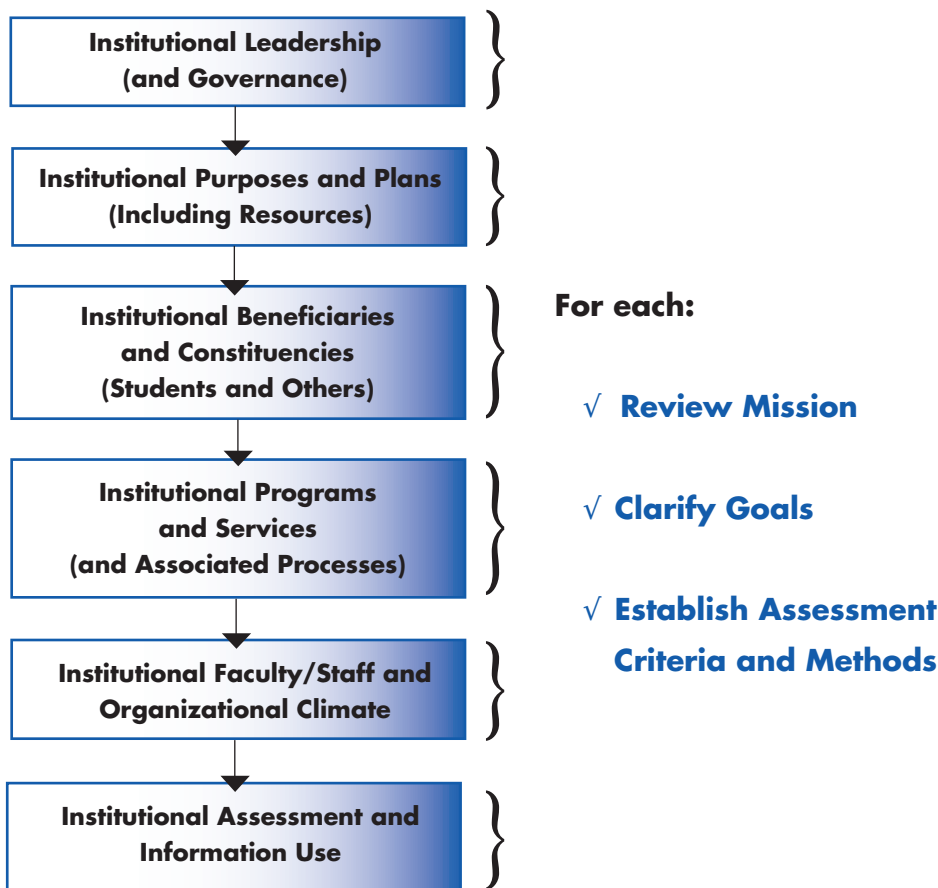 Institutional Leadership
(and Governance)
Institutional Purposes and Plans
(Including Resources)
Institutional Beneficiaries
and Constituencies
(Students and Others)
Institutional Programs
and Services
(and Associated Processes)
Institutional Faculty/Staff and
Organizational Climate
Institutional Assessment and
Information Use
For each:
√ Review Mission
√ Clarify Goals
√ Establish Assessment
Criteria and Methods